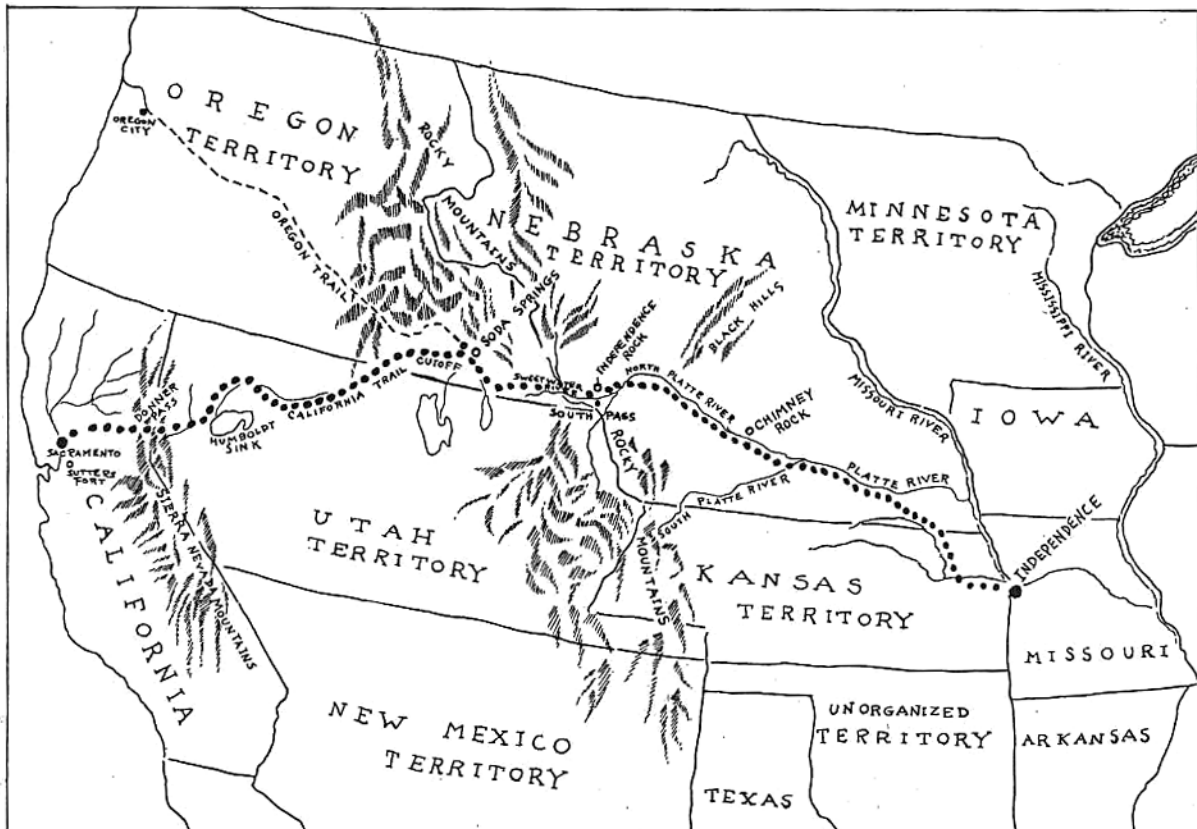 OREGON
TERRITORY
OREGON
CITY
OREGON TRAIL
ROCKY
MOUNTAINS
NEBRASKA
TERRITORY
MINNESOTA
TERRITORY
MISSISSIPPI RIVER
MISSOURI RIVER
BLACK HILLS
SODA SPRINGS
INDEPENDENCE
ROCK
SWEETWATER
RIVER
NORTH PLATTE RIVER
CHIMNEY
ROCK
SOUTH PASS
CALIFORNIA
TRAIL CUTOFF
DONNER
PASS
HUMBOLDT
SINK
SACRAMENTO
SUTTERS
FORT
CALIFORNIA
SIERRA NEVADA MOUNTAINS
UTAH
TERRITORY
ROCKY
MOUNTAINS
SOUTH PLATTE RIVER
PLATTE RIVER
IOWA
INDEPENDENCE
KANSAS
TERRITORY
MISSOURI
NEW MEXICO
TERRITORY
UNORGANIZED
TERRITORY
ARKANSAS
TEXAS